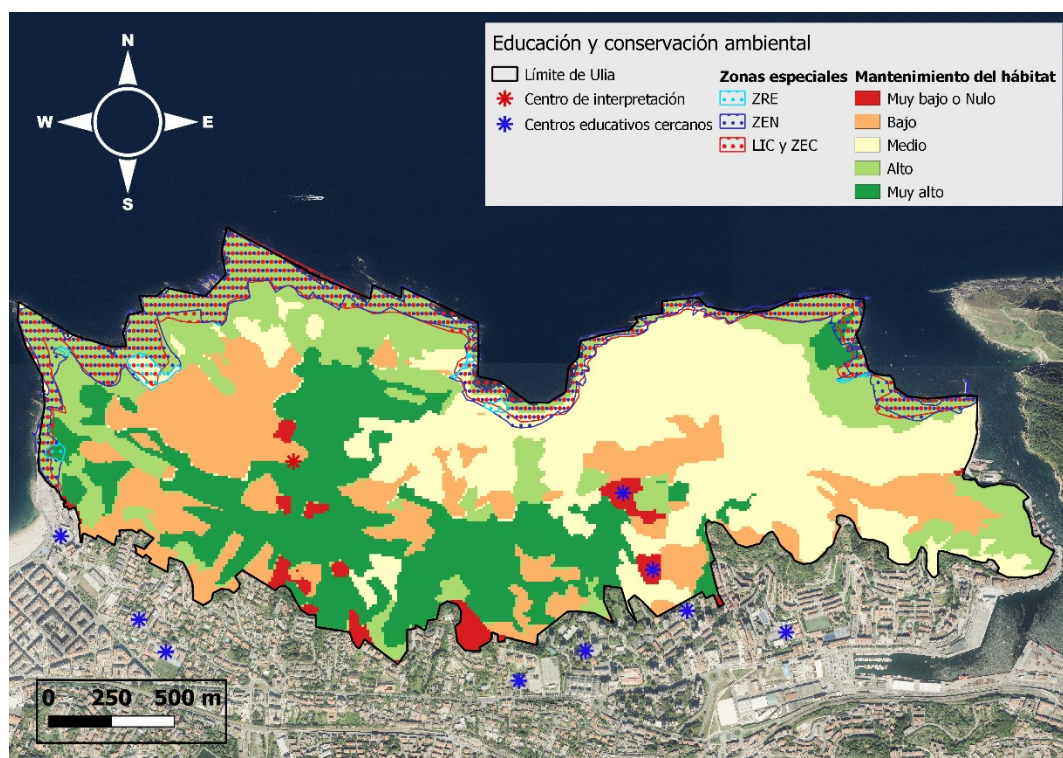 N
W E
S
Educación y conservación ambiental
Límite de Ulia
Centro de interpretación
Centros educativos cercanos
Zonas especiales
ZRE
ZEN
LIC y ZEC
Mantenimiento del hábitat
Muy bajo o Nulo
Bajo
Medio
Alto
Muy alto
0 250 500 m